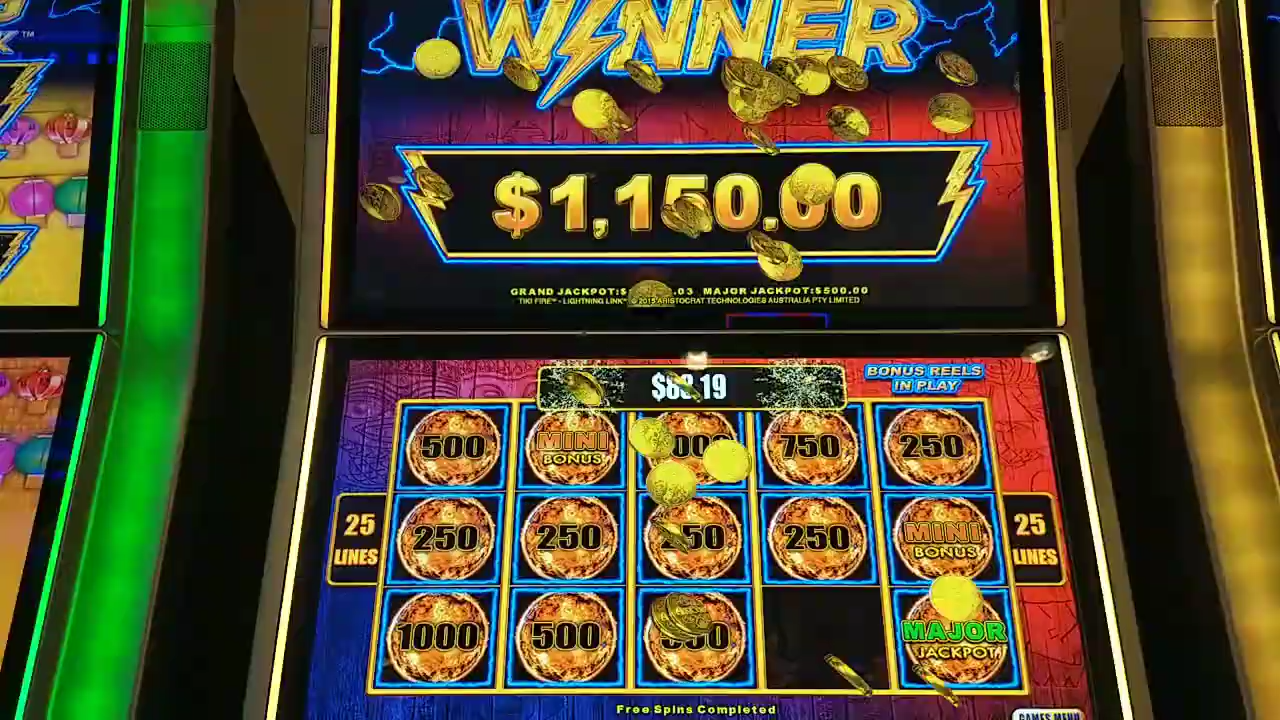 WINNER
$1,150.00
GRAND JACKPOT:$ .03 MAJOR JACKPOT:$500.00
TIKI FIRE™ - LIGHTNING LINK™ © 2015 ARISTOCRAT TECHNOLOGIES AUSTRALIA PTY LIMITED
BONUS REELS
IN PLAY
500
MINI
BONUS
750
250
25
LINES
250
250
250
MINI
BONUS
25
LINES
1000
500
MAJOR
JACKPOT
Free Spins Completed
GAMES MENU